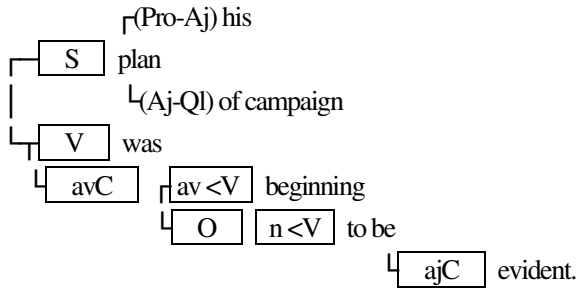 (Pro-Aj) his
S plan
(Aj-Ql) of campaign
V was
avC av <V beginning
O n <V to be
ajC evident.